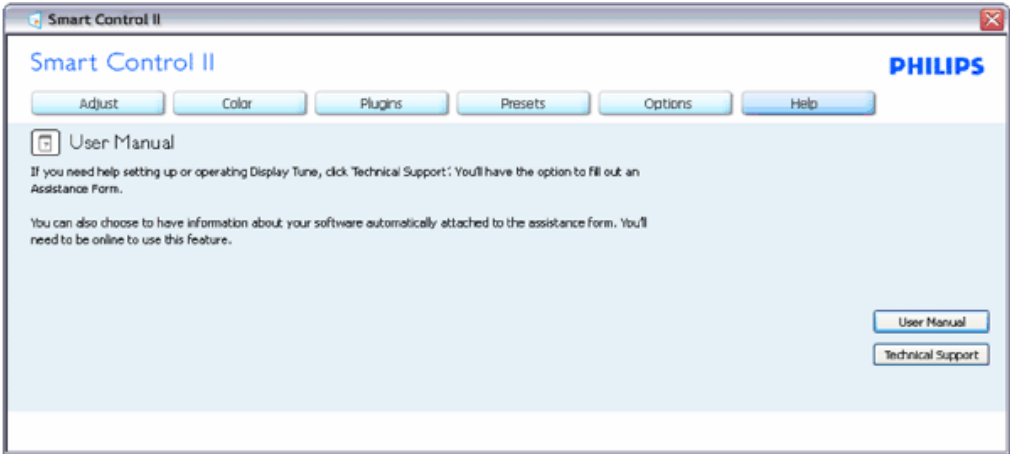 Smart Control II
Smart Control II
PHILIPS
Adjust Color Plugins Presets Options Help
User Manual
If you need help setting up or operating Display Tune, click 'Technical Support'. You'll have the option to fill out an
Assistance Form.
You can also choose to have information about your software automatically attached to the assistance form. You'll
need to be online to use this feature.
User Manual
Technical Support